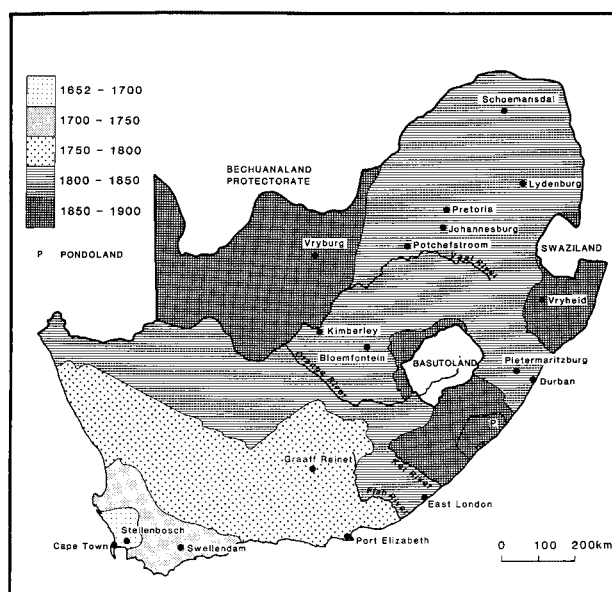 1652 - 1700
1700 - 1750
1750 - 1800
1800 - 1850
1850 - 1900
P PONDOLAND
BECHUANALAND
PROTECTORATE
Schoemansdal
Lydenburg
Pretoria
Johannesburg
Potchefstroom
SWAZILAND
Vryburg
Vaal River
Vryheid
Kimberley
Bloemfontein
BASUTOLAND
Orange River
Pietermaritzburg
Durban
P
Graaff Reinet
Kei River
Fish River
East London
Stellenbosch
Cape Town
Swellendam
Port Elizabeth
0 100 200km